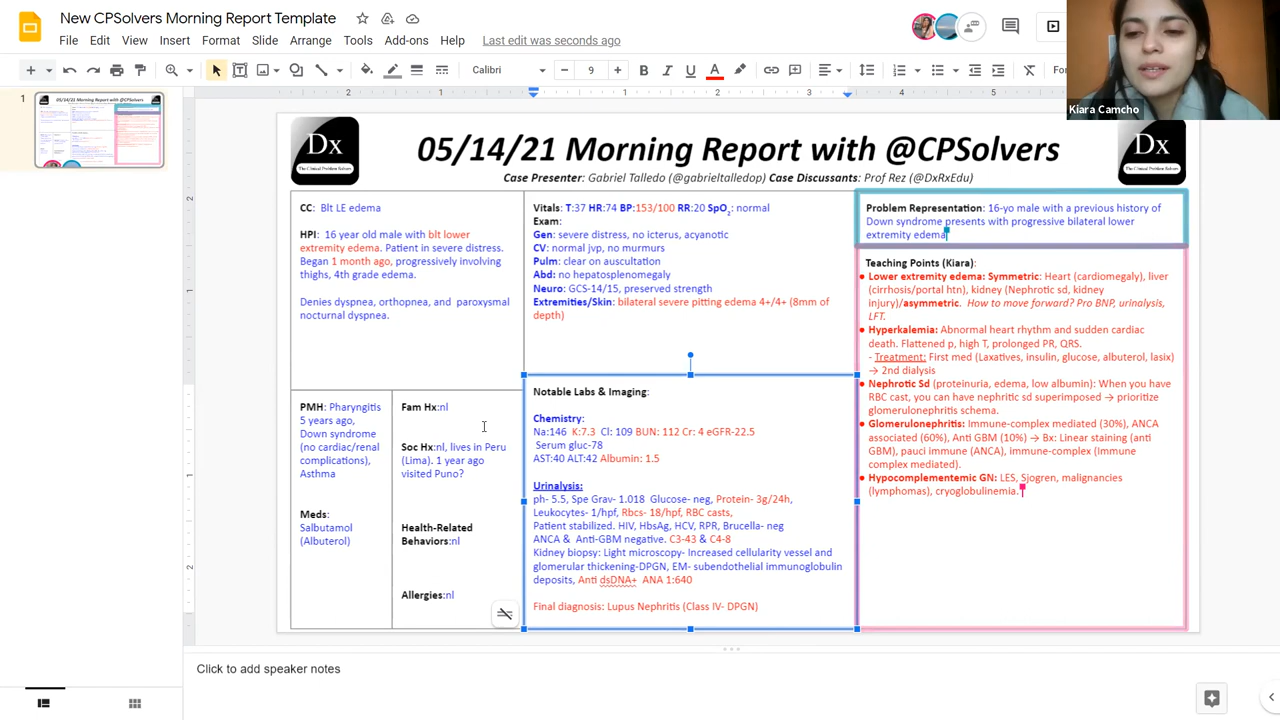 New CPSolvers Morning Report Template
File Edit View Insert Format Slide Arrange Tools Add-ons Help Last edit was seconds ago
Calibri 9 B I U A
Kiara Camcho
2 1 1 2 3 4 5
1
Dx
The Clinical Problem Solvers
05/14/21 Morning Report with @CPSolvers
Case Presenter: Gabriel Talledo (@gabrieltalledop) Case Discussants: Prof Rez (@DxRxEdu)
Dx
The Clinical Problem Solvers
CC: Blt LE edema
HPI: 16 year old male with blt lower
extremity edema. Patient in severe distress.
Began 1 month ago, progressively involving
thighs, 4th grade edema.
Denies dyspnea, orthopnea, and paroxysmal
nocturnal dyspnea.
PMH: Pharyngitis
5 years ago,
Down syndrome
(no cardiac/renal
complications),
Asthma
Meds:
Salbutamol
(Albuterol)
Fam Hx:nl
Soc Hx:nl, lives in Peru
(Lima). 1 year ago
visited Puno?
Health-Related
Behaviors:nl
Allergies:nl
Vitals: T:37 HR:74 BP:153/100 RR:20 SpO2: normal
Exam:
Gen: severe distress, no icterus, acyanotic
CV: normal jvp, no murmurs
Pulm: clear on auscultation
Abd: no hepatosplenomegaly
Neuro: GCS-14/15, preserved strength
Extremities/Skin: bilateral severe pitting edema 4+/4+ (8mm of
depth)
Notable Labs & Imaging:
Chemistry:
Na:146 K:7.3 Cl: 109 BUN: 112 Cr: 4 eGFR-22.5
Serum gluc-78
AST:40 ALT:42 Albumin: 1.5
Urinalysis:
ph- 5.5, Spe Grav- 1.018 Glucose- neg, Protein- 3g/24h,
Leukocytes- 1/hpf, Rbcs- 18/hpf, RBC casts,
Patient stabilized. HIV, HbsAg, HCV, RPR, Brucella- neg
ANCA & Anti-GBM negative. C3-43 & C4-8
Kidney biopsy: Light microscopy- Increased cellularity vessel and
glomerular thickening-DPGN, EM- subendothelial immunoglobulin
deposits, Anti dsDNA+ ANA 1:640
Final diagnosis: Lupus Nephritis (Class IV- DPGN)
Problem Representation: 16-yo male with a previous history of
Down syndrome presents with progressive bilateral lower
extremity edema
Teaching Points (Kiara):
● Lower extremity edema: Symmetric: Heart (cardiomegaly), liver
(cirrhosis/portal htn), kidney (Nephrotic sd, kidney
injury)/asymmetric. How to move forward? Pro BNP, urinalysis,
LFT.
● Hyperkalemia: Abnormal heart rhythm and sudden cardiac
death. Flattened p, high T, prolonged PR, QRS.
- Treatment: First med (Laxatives, insulin, glucose, albuterol, lasix)
→ 2nd dialysis
● Nephrotic Sd (proteinuria, edema, low albumin): When you have
RBC cast, you can have nephritic sd superimposed → prioritize
glomerulonephritis schema.
● Glomerulonephritis: Immune-complex mediated (30%), ANCA
associated (60%), Anti GBM (10%) → Bx: Linear staining (anti
GBM), pauci immune (ANCA), immune-complex (Immune
complex mediated).
● Hypocomplementemic GN: LES, Sjogren, malignancies
(lymphomas), cryoglobulinemia.
Click to add speaker notes